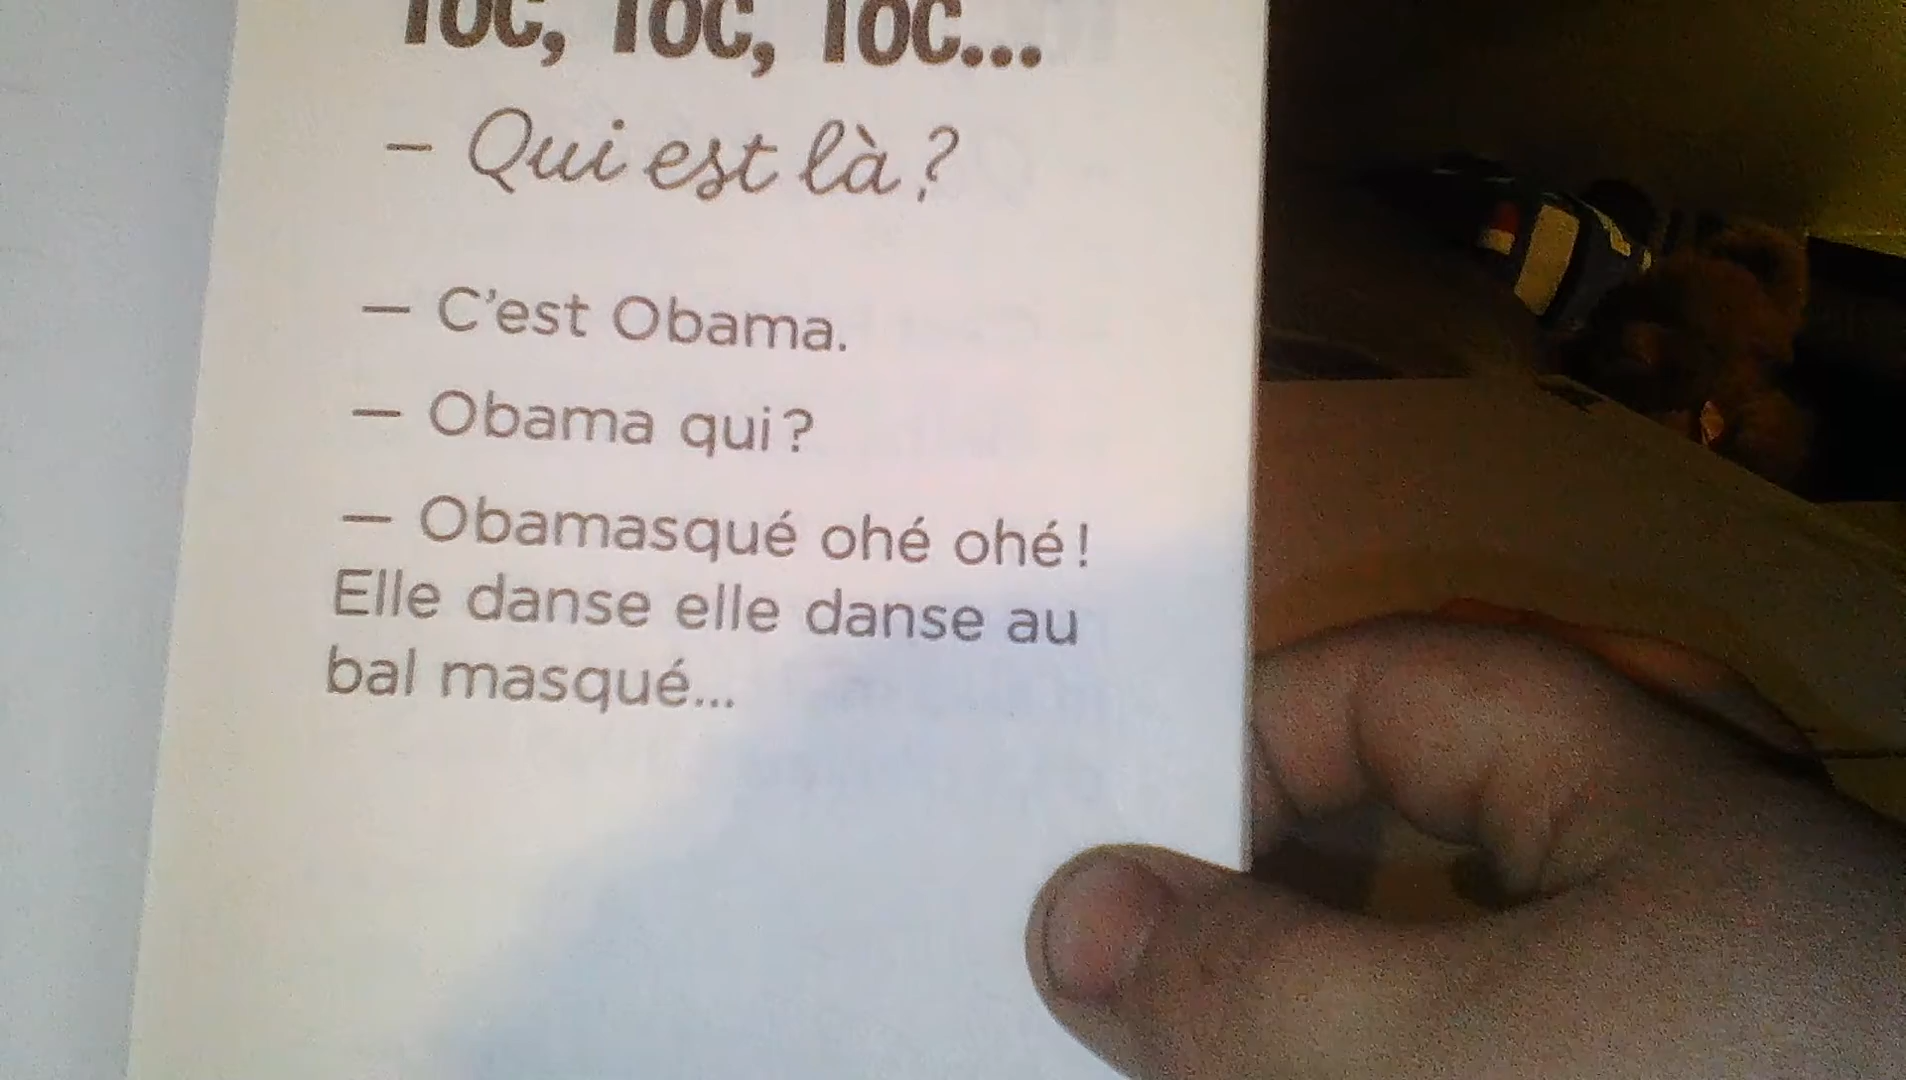 TOC, TOC, TOC...
– Qui est là ?
– C'est Obama.
– Obama qui ?
– Obamasqué ohé ohé !
Elle danse elle danse au
bal masqué...